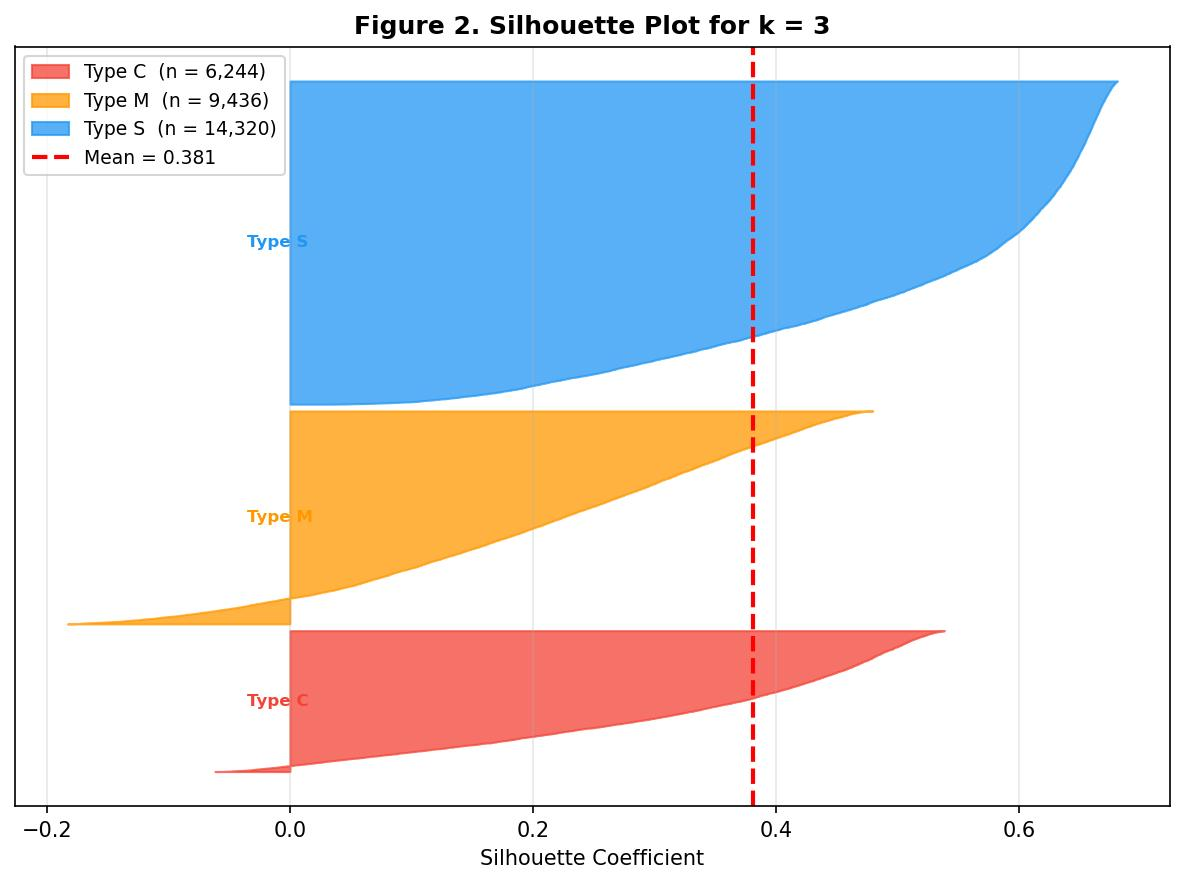 Figure 2. Silhouette Plot for k = 3
Type C (n = 6,244)
Type M (n = 9,436)
Type S (n = 14,320)
Mean = 0.381
Type S
Type M
Type C
−0.2 0.0 0.2 0.4 0.6
Silhouette Coefficient